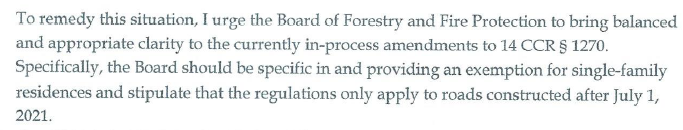 To remedy this situation, I urge the Board of Forestry and Fire Protection to bring balanced
and appropriate clarity to the currently in-process amendments to 14 CCR § 1270.
Specifically, the Board should be specific in and providing an exemption for single-family
residences and stipulate that the regulations only apply to roads constructed after July 1,
2021.